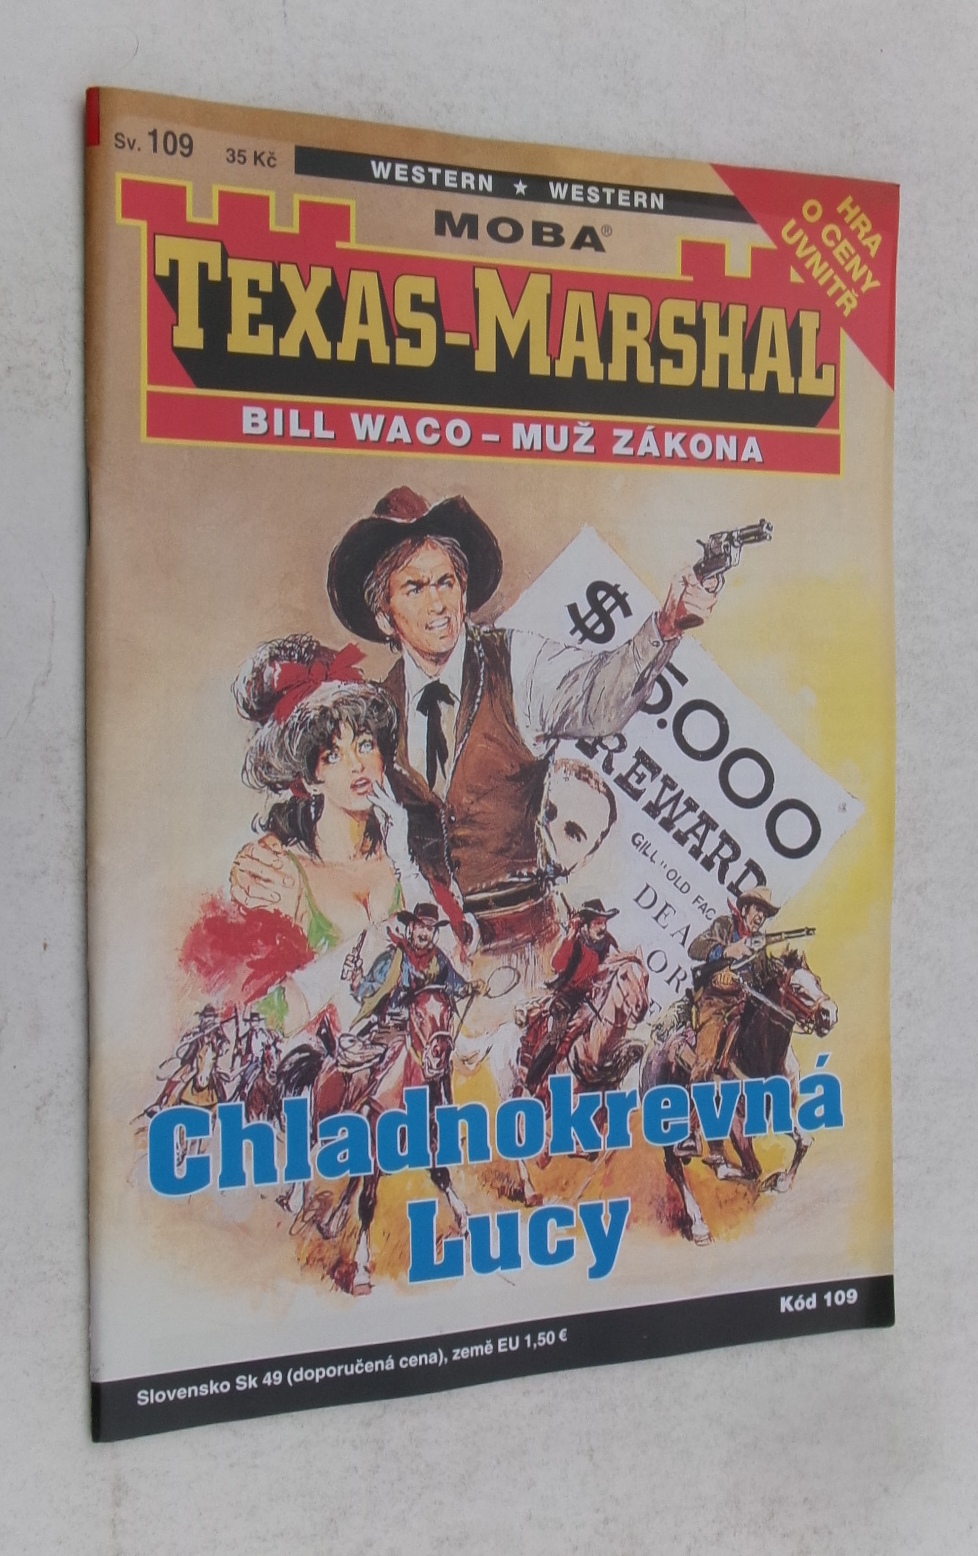 Sv. 109
35 Kč
WESTERN ★ WESTERN
MOBA®
HRA
O CENY
UVNITŘ
TEXAS-MARSHAL
BILL WACO – MUŽ ZÁKONA
$
5.000
REWARD
GILL "OLD FAC
DEA
OR
Chladnokrevná
Lucy
Kód 109
Slovensko Sk 49 (doporučená cena), země EU 1,50 €